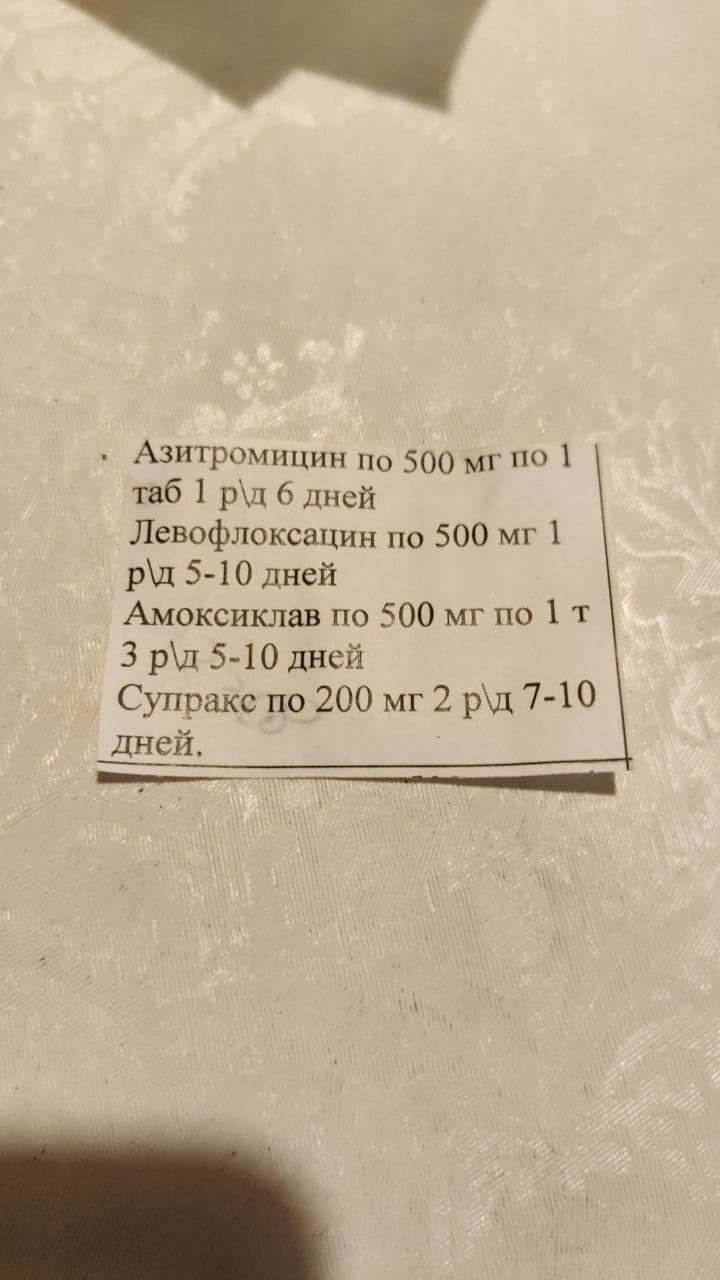 . Азитромицин по 500 мг по 1
таб 1 р\д 6 дней
Левофлоксацин по 500 мг 1
р\д 5-10 дней
Амоксиклав по 500 мг по 1 т
3 р\д 5-10 дней
Супракс по 200 мг 2 р\д 7-10
дней.